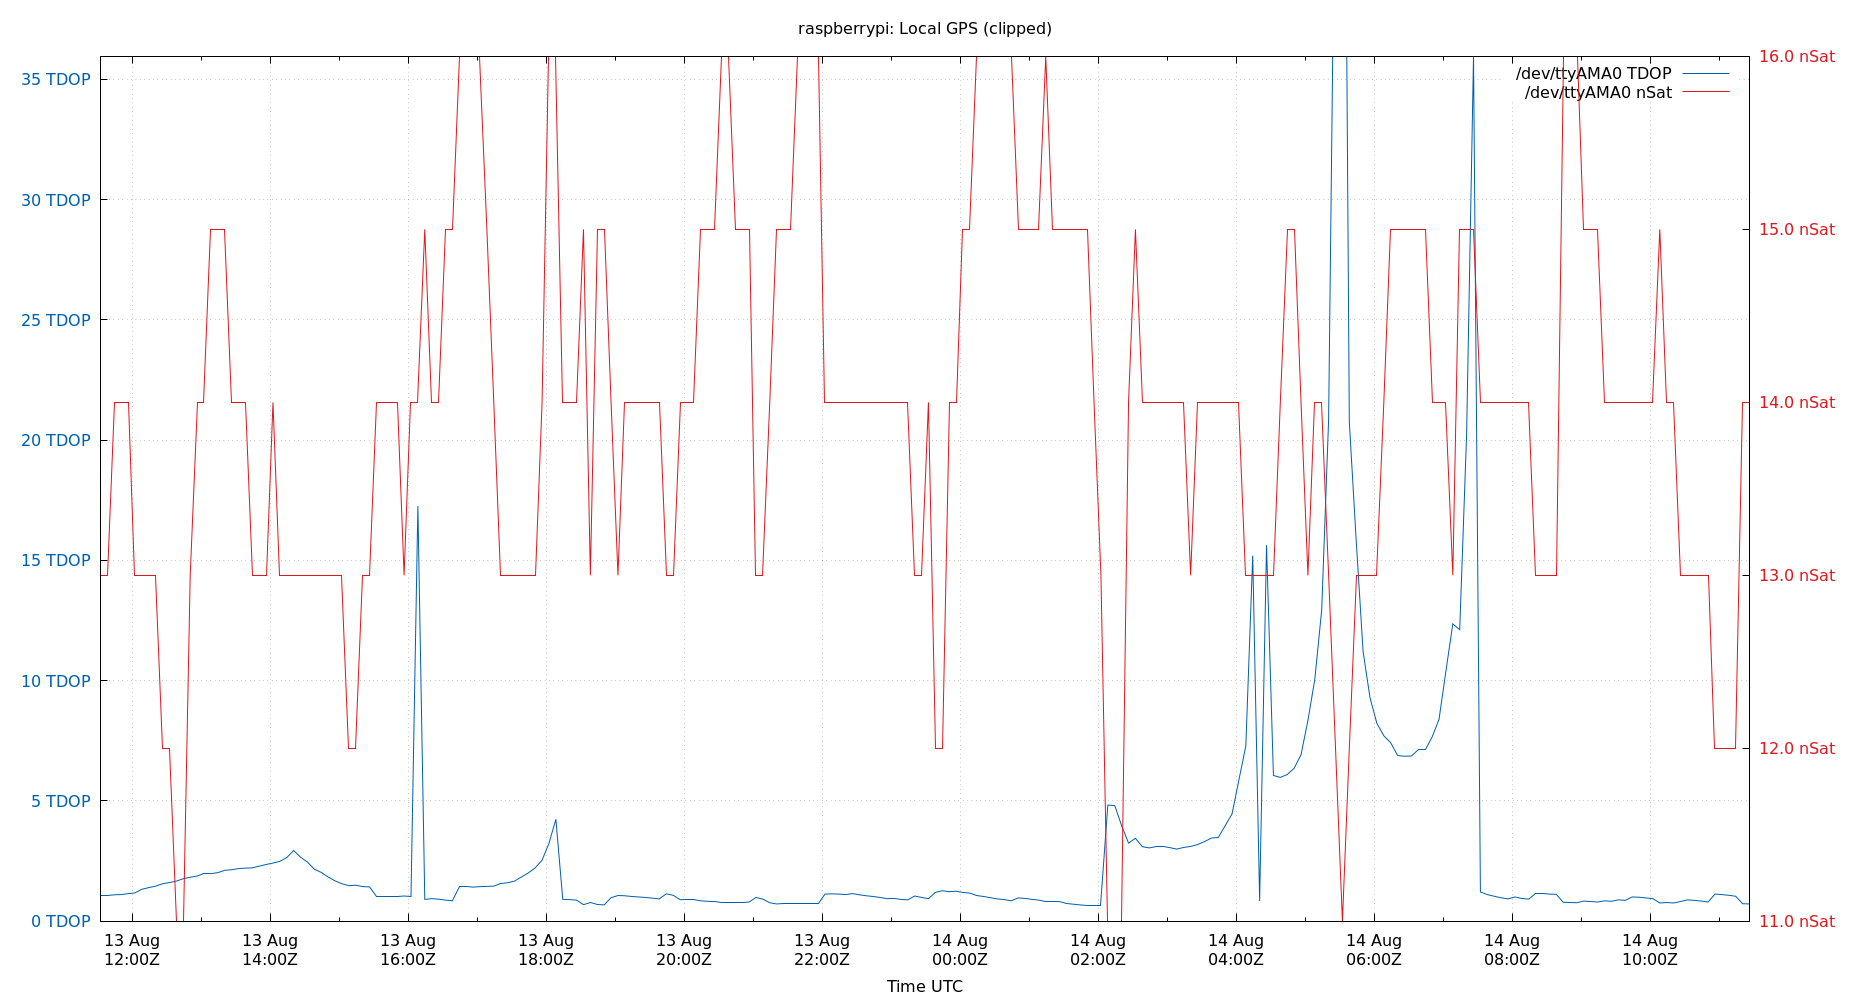 raspberrypi: Local GPS (clipped)
35 TDOP
30 TDOP
25 TDOP
20 TDOP
15 TDOP
10 TDOP
5 TDOP
0 TDOP
16.0 nSat
15.0 nSat
14.0 nSat
13.0 nSat
12.0 nSat
11.0 nSat
/dev/ttyAMA0 TDOP
/dev/ttyAMA0 nSat
13 Aug
12:00Z
13 Aug
14:00Z
13 Aug
16:00Z
13 Aug
18:00Z
13 Aug
20:00Z
13 Aug
22:00Z
14 Aug
00:00Z
14 Aug
02:00Z
14 Aug
04:00Z
14 Aug
06:00Z
14 Aug
08:00Z
14 Aug
10:00Z
Time UTC